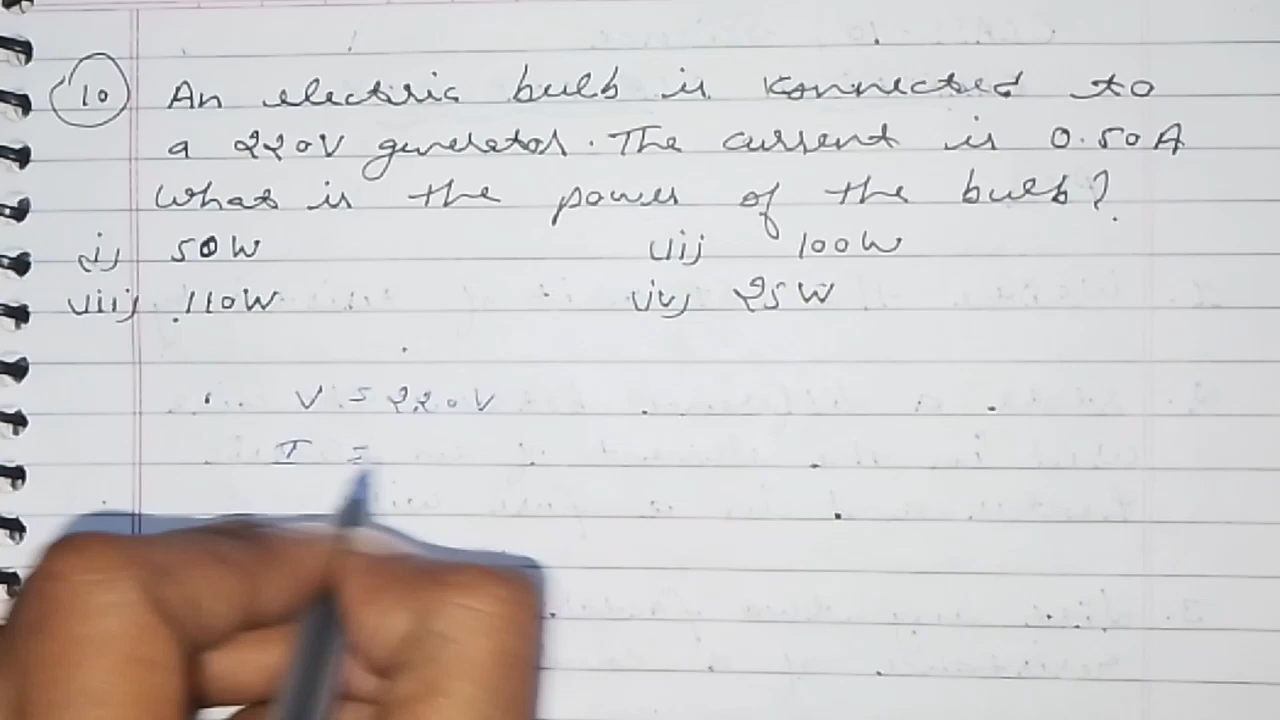 10 An electric bulb is konnected to
a 220V generator. The current is 0.50A
What is the power of the bulb?
i) 50W ii) 100W
iii) 110W iv) 25W
V = 220V
I =